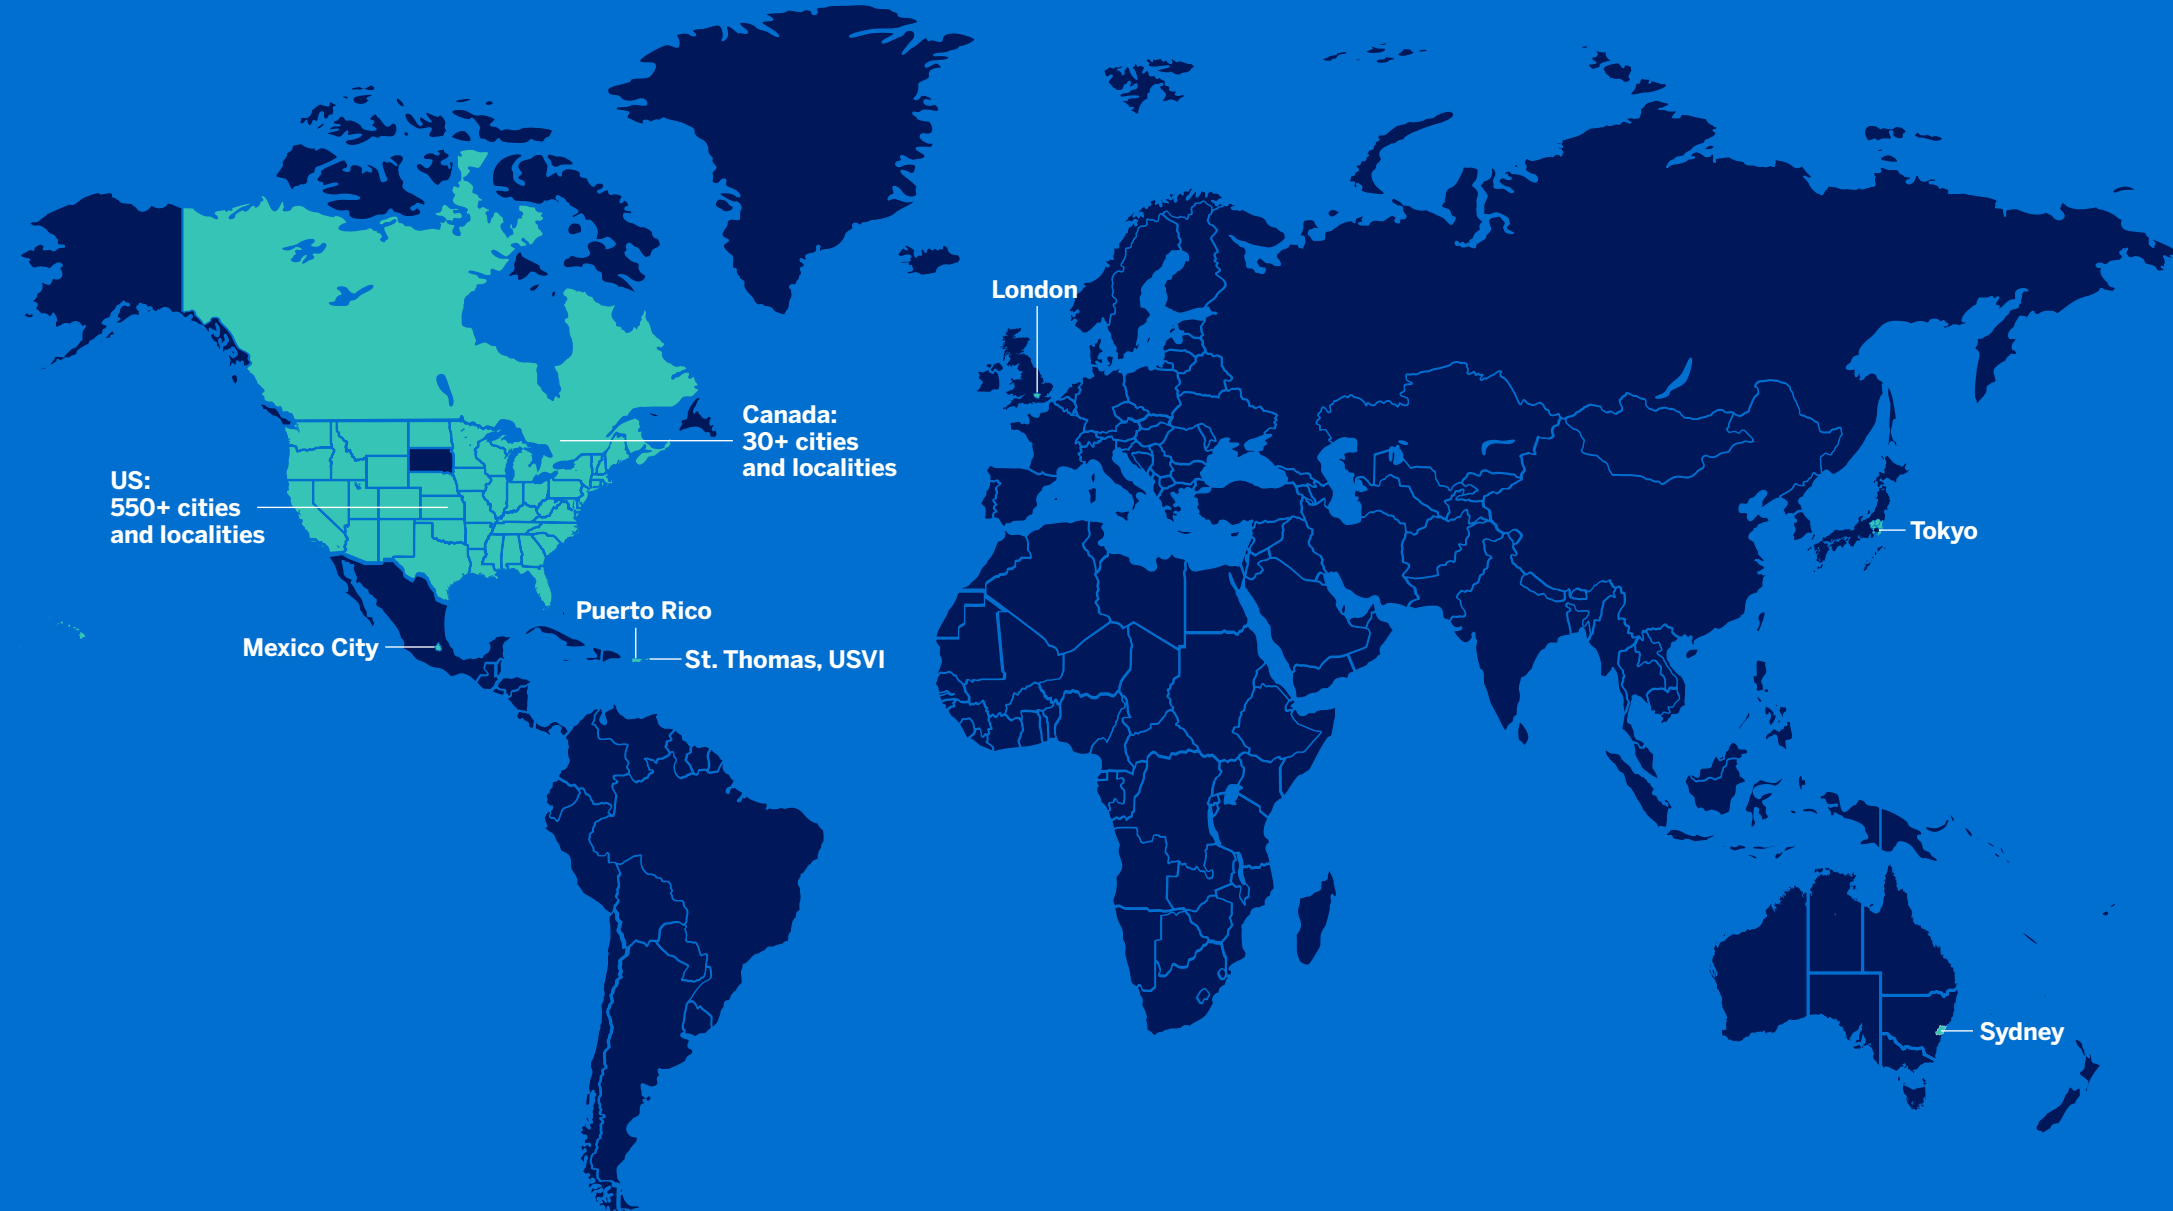 London
Canada:
30+ cities
and localities
US:
550+ cities
and localities
Tokyo
Puerto Rico
Mexico City
St. Thomas, USVI
Sydney